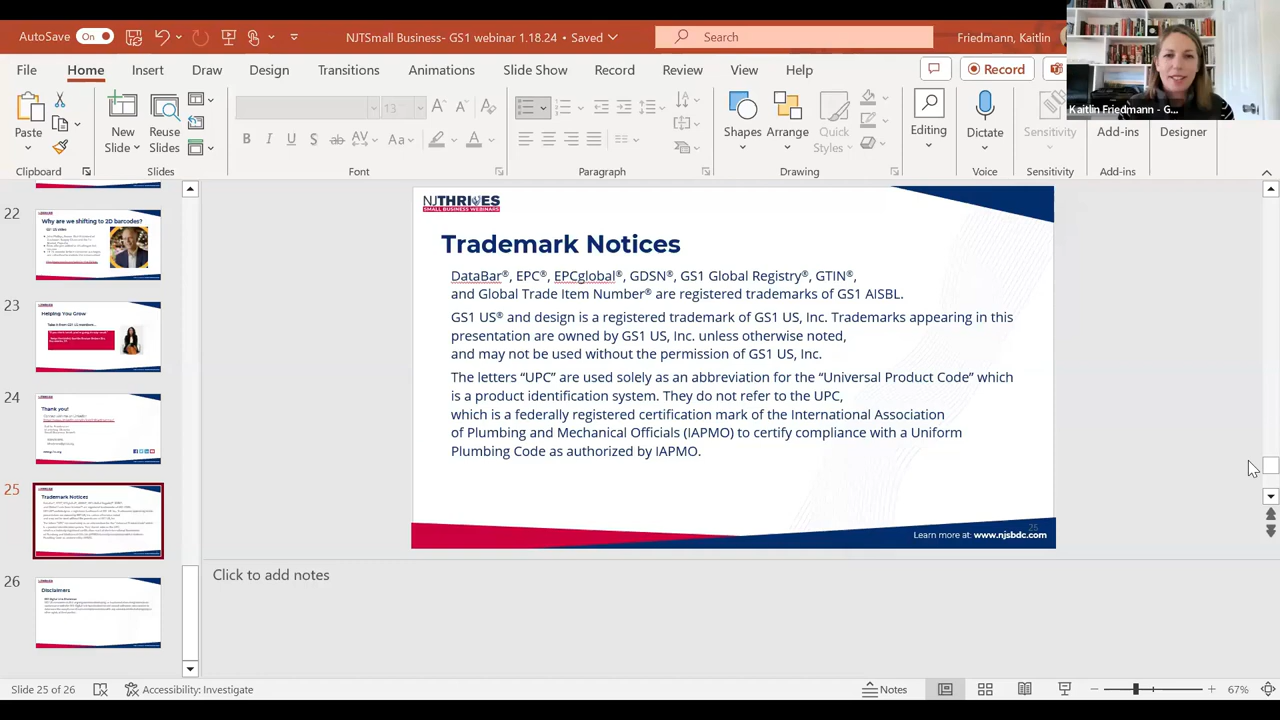 AutoSave On
NJTSmall Business- GS1 webinar 1.18.24 • Saved
Search
Friedmann, Kaitlin
File Home Insert Draw Design Transitions Animations Slide Show Record Review View Help
Record
Kaitlin Friedmann - G...
Paste
New Slide
Reuse Slides
B I U S ab AV Aa A A
Shapes
Arrange
Quick Styles
Editing
Dictate
Sensitivity
Add-ins
Designer
Clipboard Slides Font Paragraph Drawing Voice Sensitivity Add-ins
22
Why are we shifting to 2D barcodes?
23
Helping You Grow
24
Thank you!
25
Trademark Notices
26
Disclaimers
NJTHRIVES
SMALL BUSINESS WEBINARS
Trademark Notices
DataBar®, EPC®, EPCglobal®, GDSN®, GS1 Global Registry®, GTIN®,
and Global Trade Item Number® are registered trademarks of GS1 AISBL.
GS1 US® and design is a registered trademark of GS1 US, Inc. Trademarks appearing in this
presentation are owned by GS1 US, Inc. unless otherwise noted,
and may not be used without the permission of GS1 US, Inc.
The letters “UPC” are used solely as an abbreviation for the “Universal Product Code” which
is a product identification system. They do not refer to the UPC,
which is a federally registered certification mark of the International Association
of Plumbing and Mechanical Officials (IAPMO) to certify compliance with a Uniform
Plumbing Code as authorized by IAPMO.
25
Learn more at: www.njsbdc.com
Click to add notes
Slide 25 of 26
Accessibility: Investigate
Notes
67%